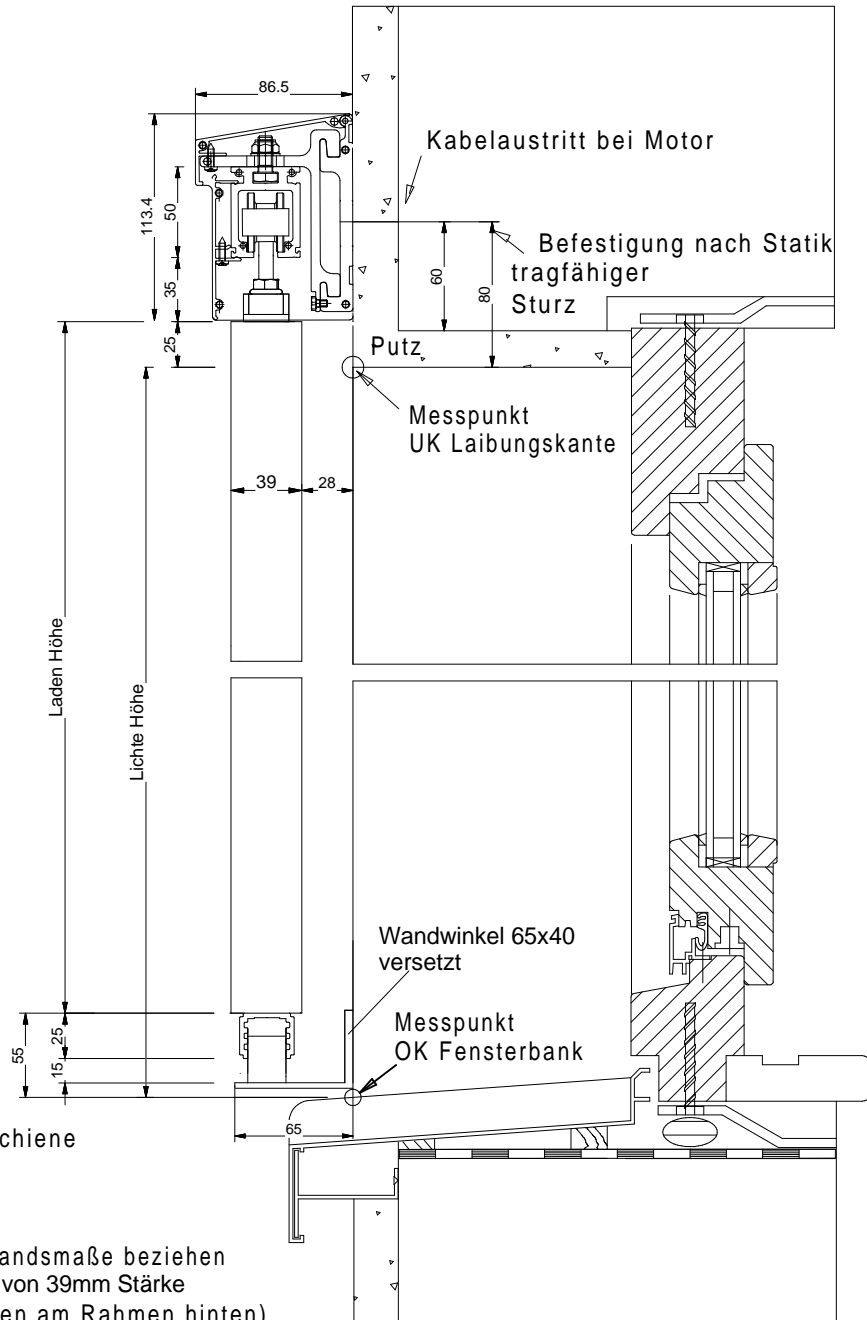 86.5
Kabelaustritt bei Motor
113.4
50
35
25
60
80
Befestigung nach Statik
tragfähiger
Sturz
Putz
Messpunkt
UK Laibungskante
39
28
Laden Höhe
Lichte Höhe
Wandwinkel 65x40
versetzt
Messpunkt
OK Fensterbank
55
25
15
65
chiene
andsmaße beziehen
von 39mm Stärke
en am Rahmen hinten)